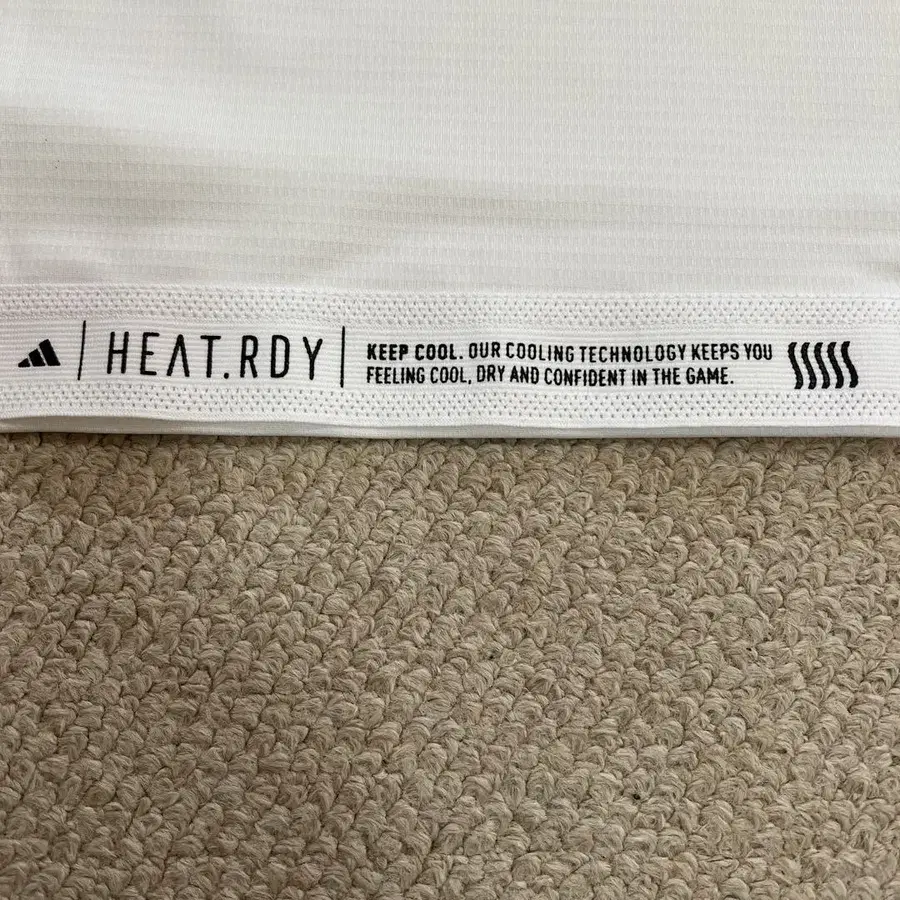 HEAT.RDY
KEEP COOL. OUR COOLING TECHNOLOGY KEEPS YOU
FEELING COOL, DRY AND CONFIDENT IN THE GAME.